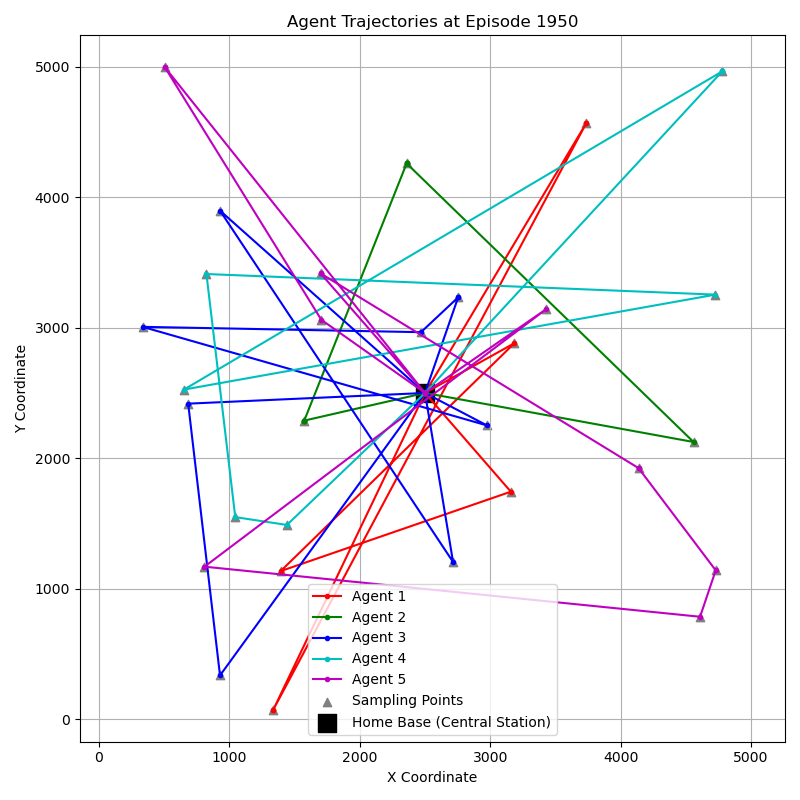 Agent Trajectories at Episode 1950
Y Coordinate
5000
4000
3000
2000
1000
0
Agent 1
Agent 2
Agent 3
Agent 4
Agent 5
Sampling Points
Home Base (Central Station)
0 1000 2000 3000 4000 5000
X Coordinate